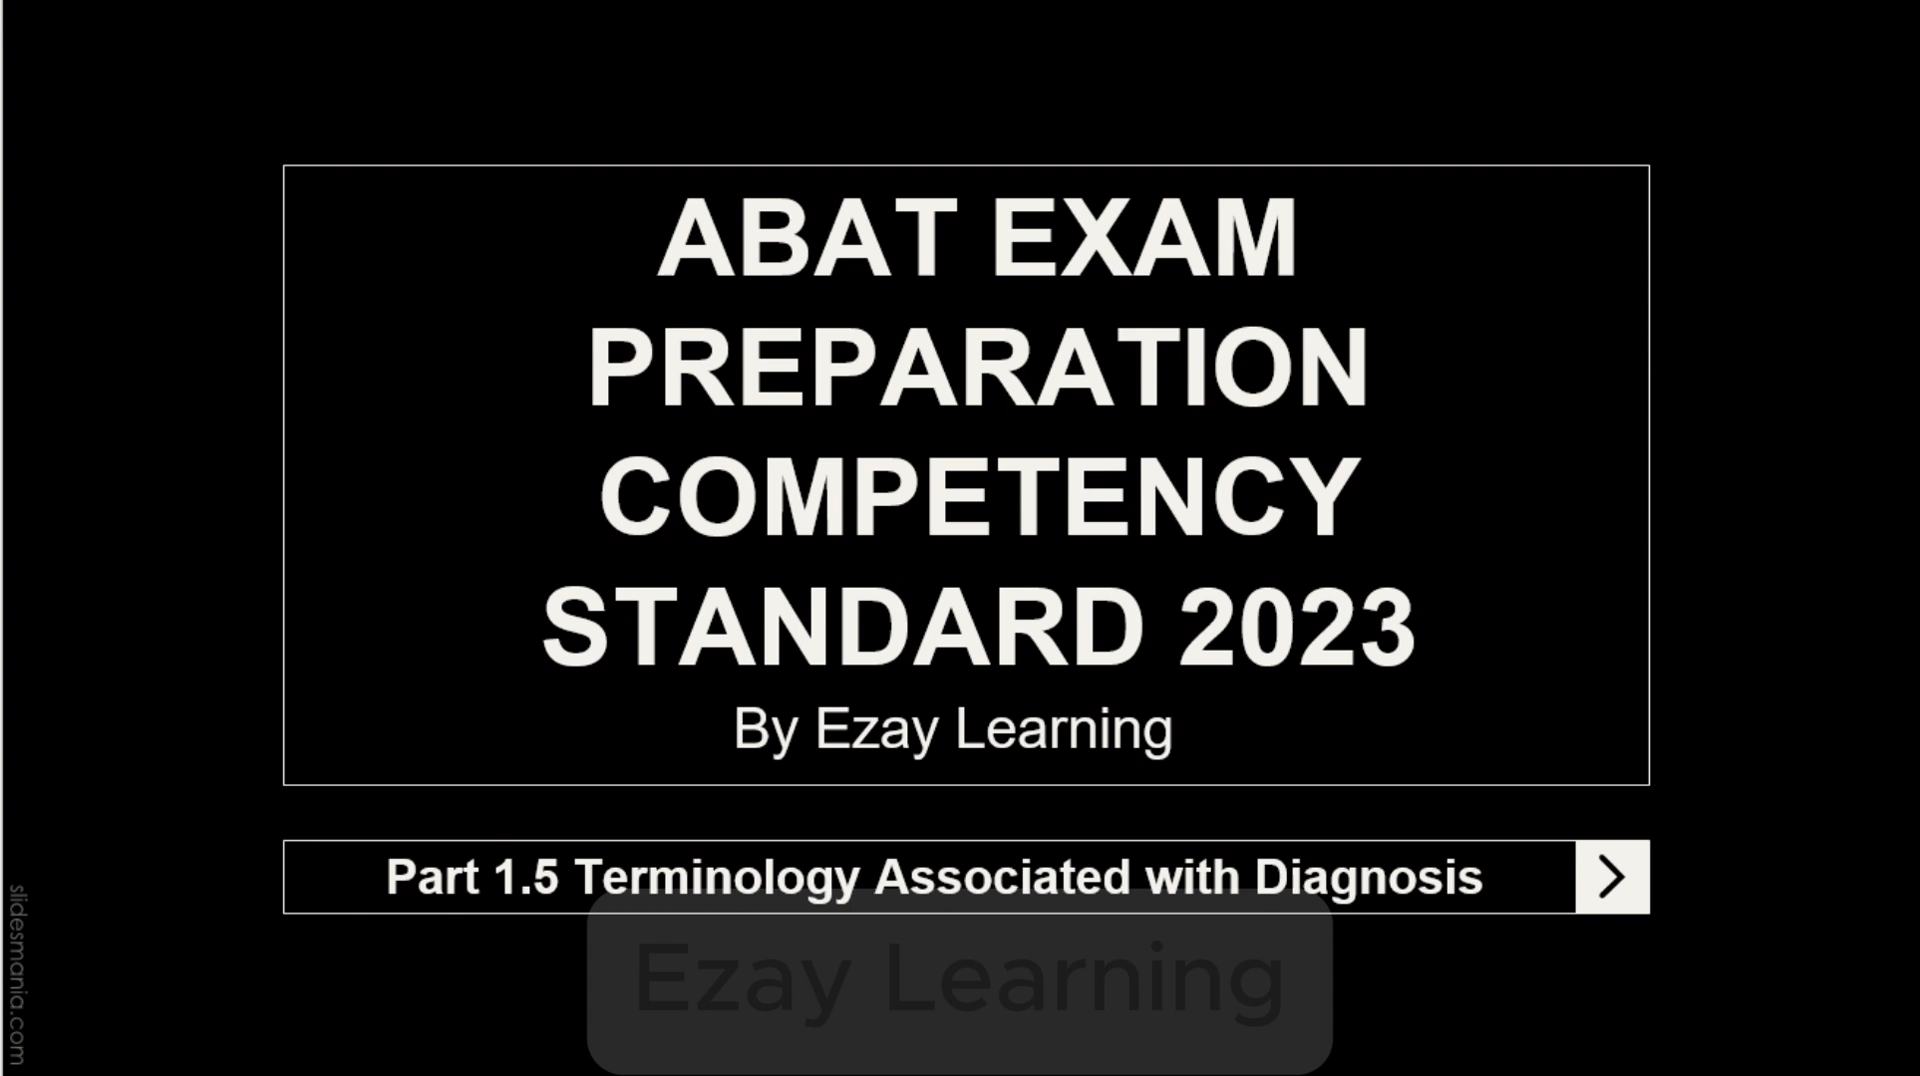 ABAT EXAM
PREPARATION
COMPETENCY
STANDARD 2023
By Ezay Learning
Part 1.5 Terminology Associated with Diagnosis
Ezay Learning
slidesmania.com